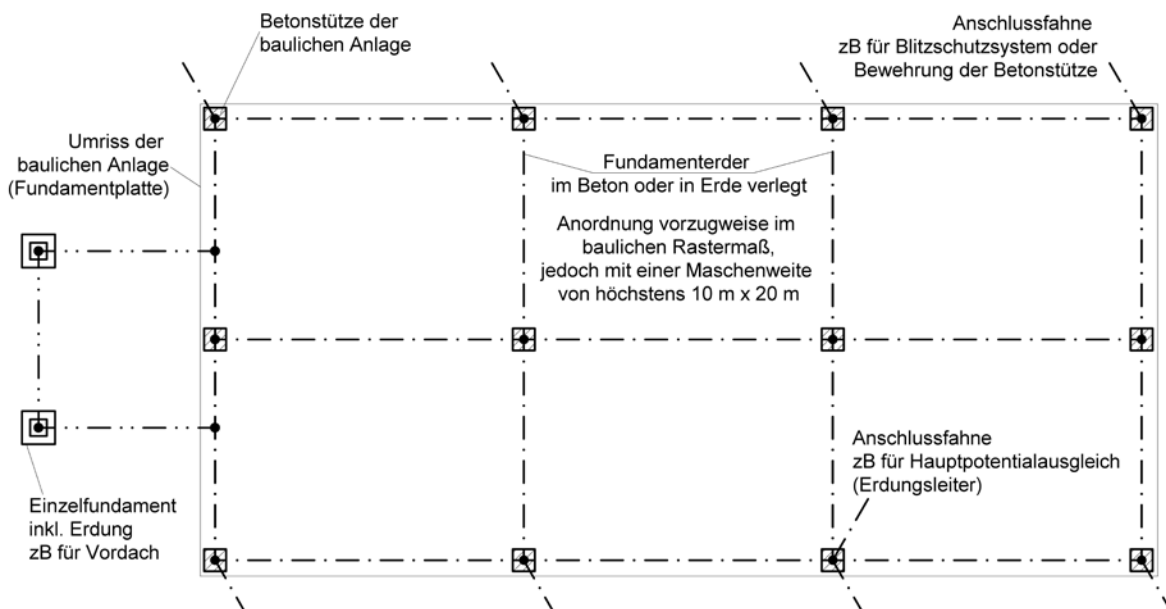 Betonstütze der
baulichen Anlage
Anschlussfahne
zB für Blitzschutzsystem oder
Bewehrung der Betonstütze
Umriss der
baulichen Anlage
(Fundamentplatte)
Fundamenterder
im Beton oder in Erde verlegt
Anordnung vorzugweise im
baulichen Rastermaß,
jedoch mit einer Maschenweite
von höchstens 10 m x 20 m
Anschlussfahne
zB für Hauptpotentialausgleich
(Erdungsleiter)
Einzelfundament
inkl. Erdung
zB für Vordach